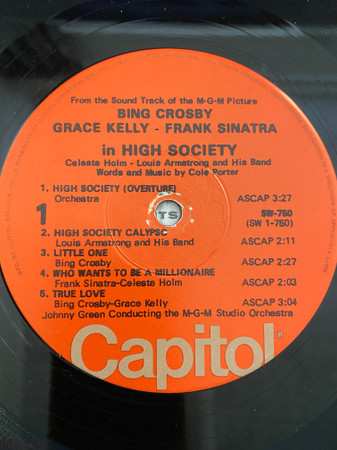 From the Sound Track of the M-G-M Picture
BING CROSBY
GRACE KELLY - FRANK SINATRA
in HIGH SOCIETY
Celeste Holm - Louis Armstrong and His Band
Words and Music by Cole Porter
1. HIGH SOCIETY (OVERTURE)
Orchestra ASCAP 3:27
1 TS SW-750
(SW 1-750)
2. HIGH SOCIETY CALYPSO
Louis Armstrong and His Band ASCAP 2:11
3. LITTLE ONE
Bing Crosby ASCAP 2:27
4. WHO WANTS TO BE A MILLIONAIRE
Frank Sinatra-Celeste Holm ASCAP 2:03
5. TRUE LOVE
Bing Crosby-Grace Kelly ASCAP 3:04
Johnny Green Conducting the M-G-M Studio Orchestra
Capitol